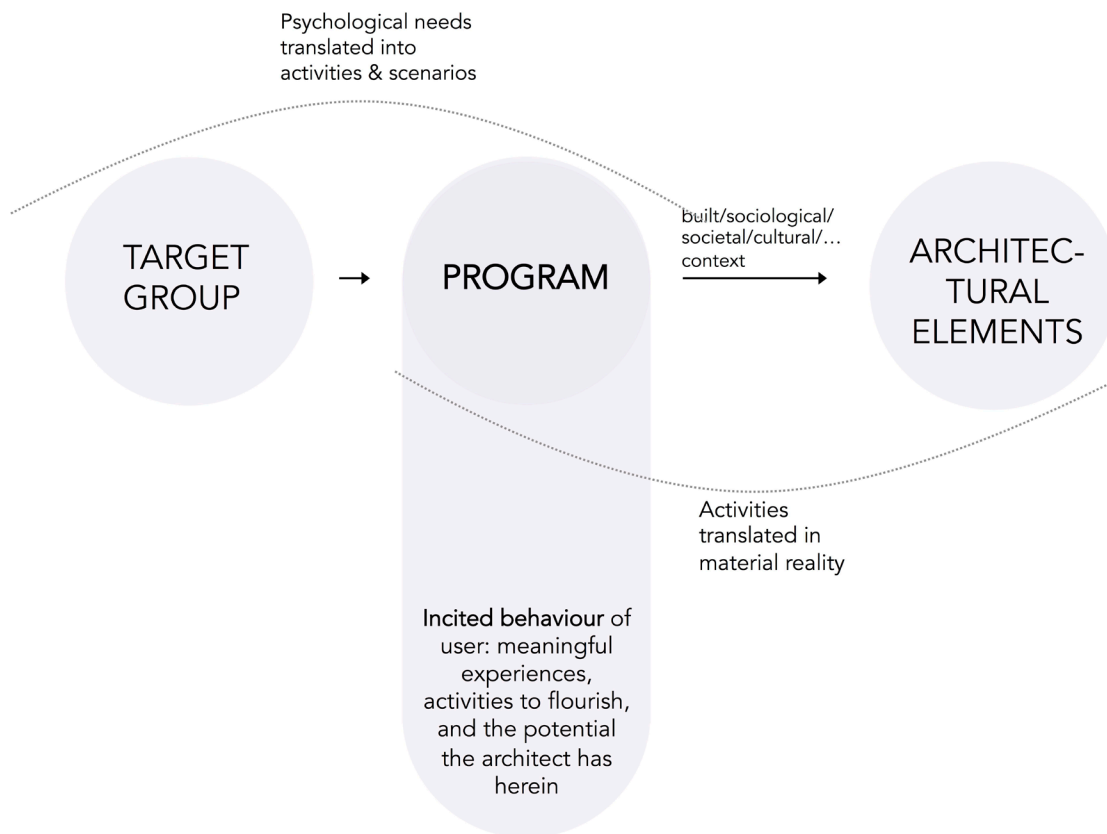 Psychological needs
translated into
activities & scenarios
TARGET
GROUP
PROGRAM
built/sociological/
societal/cultural/...
context
ARCHITEC-
TURAL
ELEMENTS
Activities
translated in
material reality
Incited behaviour of
user: meaningful
experiences,
activities to flourish,
and the potential
the architect has
herein